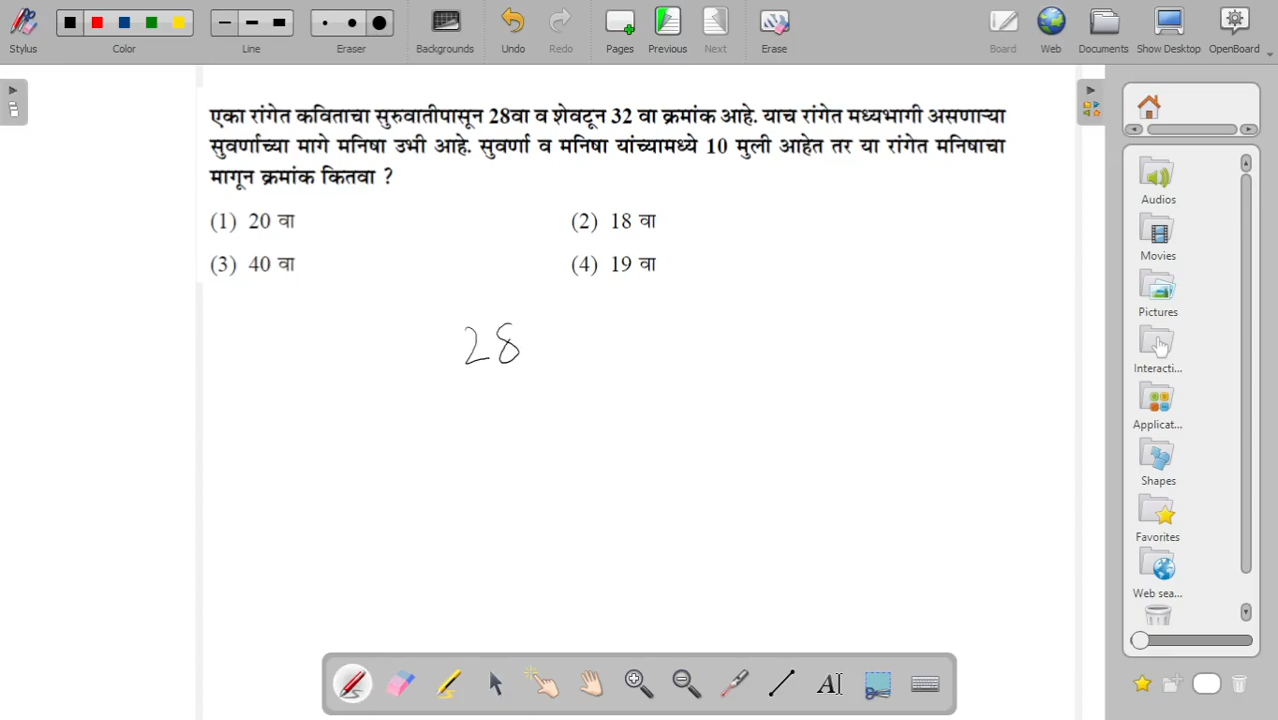 Stylus
Color
Line
Eraser
Backgrounds
Undo
Redo
Pages
Previous
Next
Erase
Board
Web
Documents
Show Desktop
OpenBoard
एका रांगेत कविताचा सुरुवातीपासून 28वा व शेवटून 32 वा क्रमांक आहे. याच रांगेत मध्यभागी असणाऱ्या
सुवर्णाच्या मागे मनिषा उभी आहे. सुवर्णा व मनिषा यांच्यामध्ये 10 मुली आहेत तर या रांगेत मनिषाचा
मागून क्रमांक कितवा ?
(1) 20 वा
(2) 18 वा
(3) 40 वा
(4) 19 वा
28
Audios
Movies
Pictures
Interacti...
Applicat...
Shapes
Favorites
Web sea...